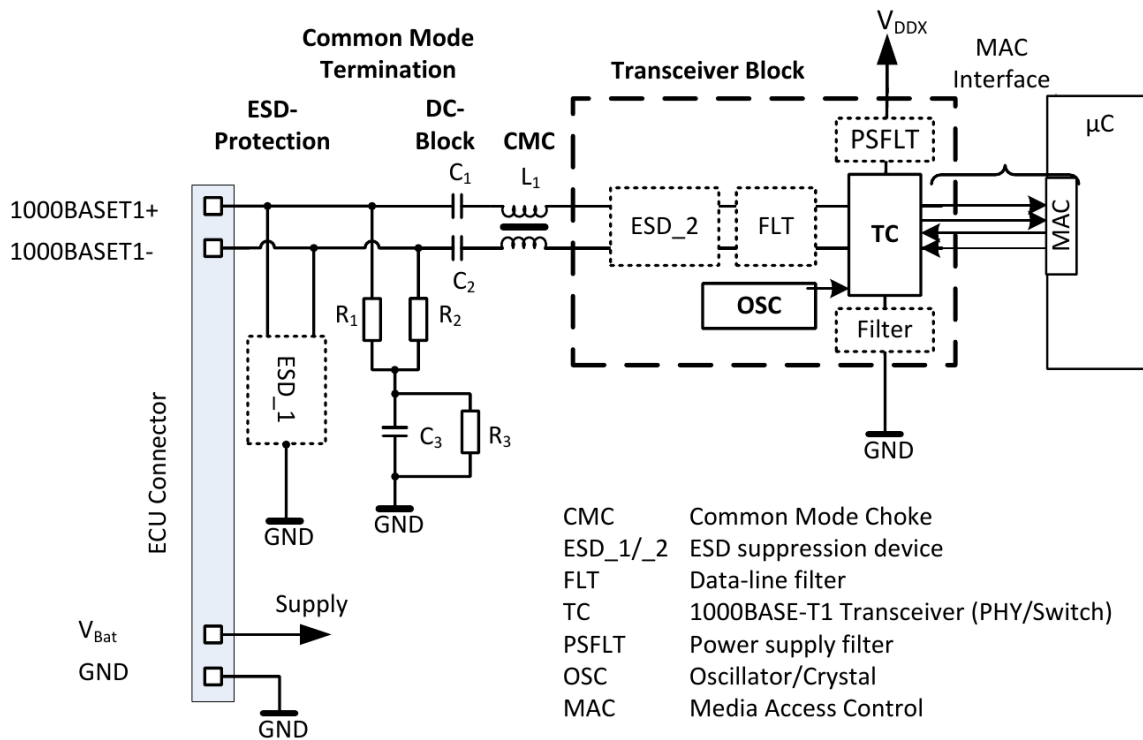 V_DDX
Common Mode
Termination
Transceiver Block
MAC
Interface
ESD-
Protection
DC-
Block
CMC
PSFLT
µC
C₁
L₁
1000BASET1+
ESD_2
FLT
TC
MAC
1000BASET1-
C₂
OSC
R₁
R₂
Filter
ESD_1
C₃
R₃
GND
ECU Connector
GND
GND
CMC Common Mode Choke
ESD_1/_2 ESD suppression device
FLT Data-line filter
TC 1000BASE-T1 Transceiver (PHY/Switch)
PSFLT Power supply filter
OSC Oscillator/Crystal
MAC Media Access Control
Supply
V_Bat
GND
GND